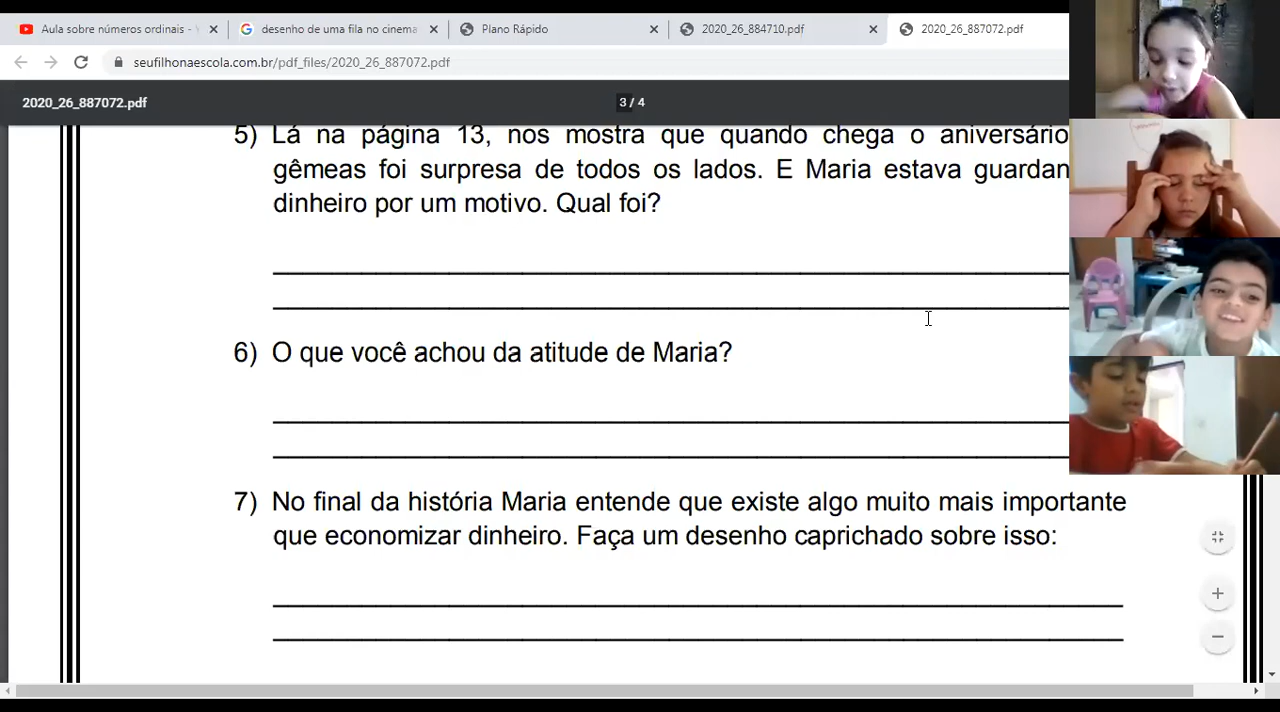 Aula sobre números ordinais -
desenho de uma fila no cinema
Plano Rápido
2020_26_884710.pdf
2020_26_887072.pdf
seufilhonaescola.com.br/pdf_files/2020_26_887072.pdf
2020_26_887072.pdf
3 / 4
5) Lá na página 13, nos mostra que quando chega o aniversário
gêmeas foi surpresa de todos os lados. E Maria estava guardan
dinheiro por um motivo. Qual foi?
6) O que você achou da atitude de Maria?
7) No final da história Maria entende que existe algo muito mais importante
que economizar dinheiro. Faça um desenho caprichado sobre isso: